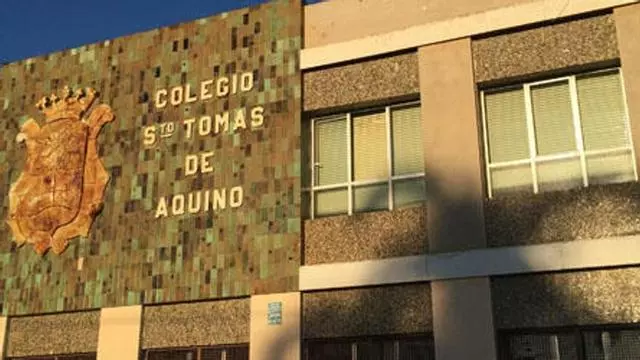 COLEGIO
STO TOMAS
DE
AQUINO